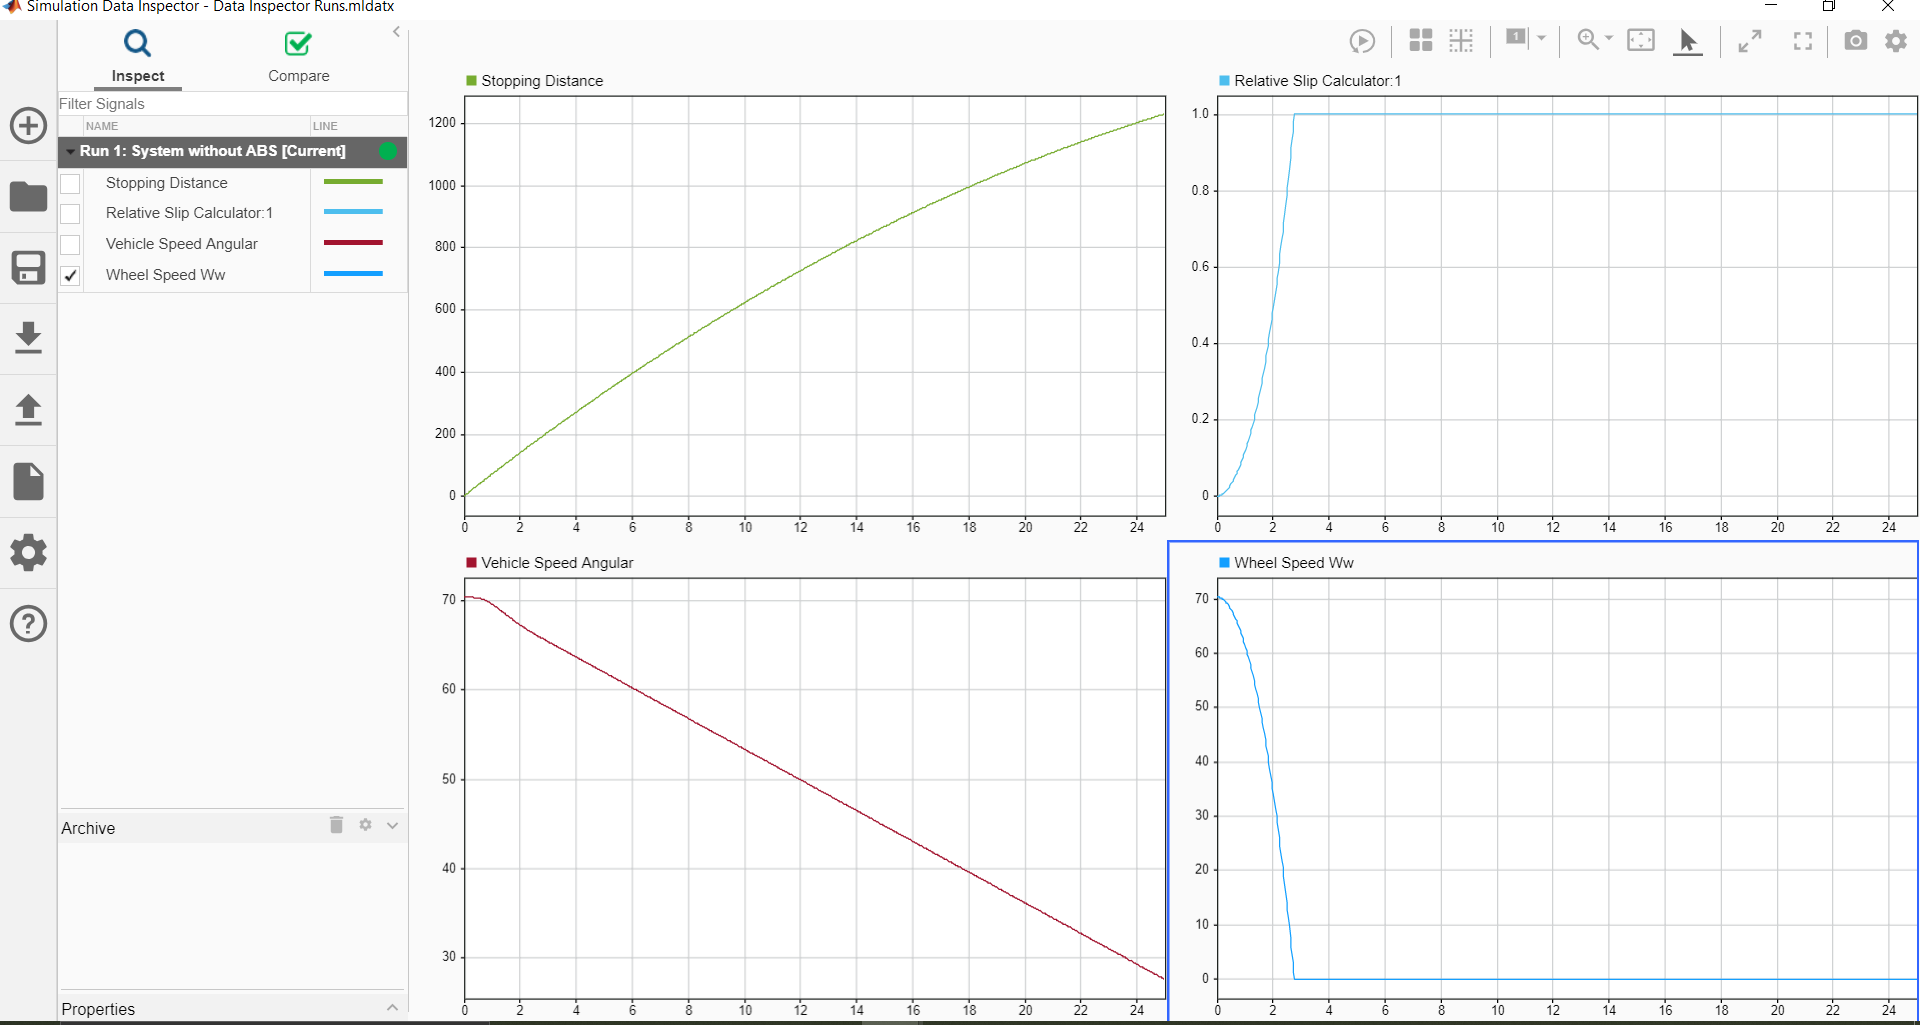 Simulation Data Inspector - Data Inspector Runs.mldatx
Inspect
Compare
Filter Signals
NAME LINE
Run 1: System without ABS [Current]
Stopping Distance
Relative Slip Calculator:1
Vehicle Speed Angular
Wheel Speed Ww
Archive
Properties
1
Stopping Distance
1200
1000
800
600
400
200
0
0 2 4 6 8 10 12 14 16 18 20 22 24
Relative Slip Calculator:1
1.0
0.8
0.6
0.4
0.2
0
0 2 4 6 8 10 12 14 16 18 20 22 24
Vehicle Speed Angular
70
60
50
40
30
0 2 4 6 8 10 12 14 16 18 20 22 24
Wheel Speed Ww
70
60
50
40
30
20
10
0
0 2 4 6 8 10 12 14 16 18 20 22 24